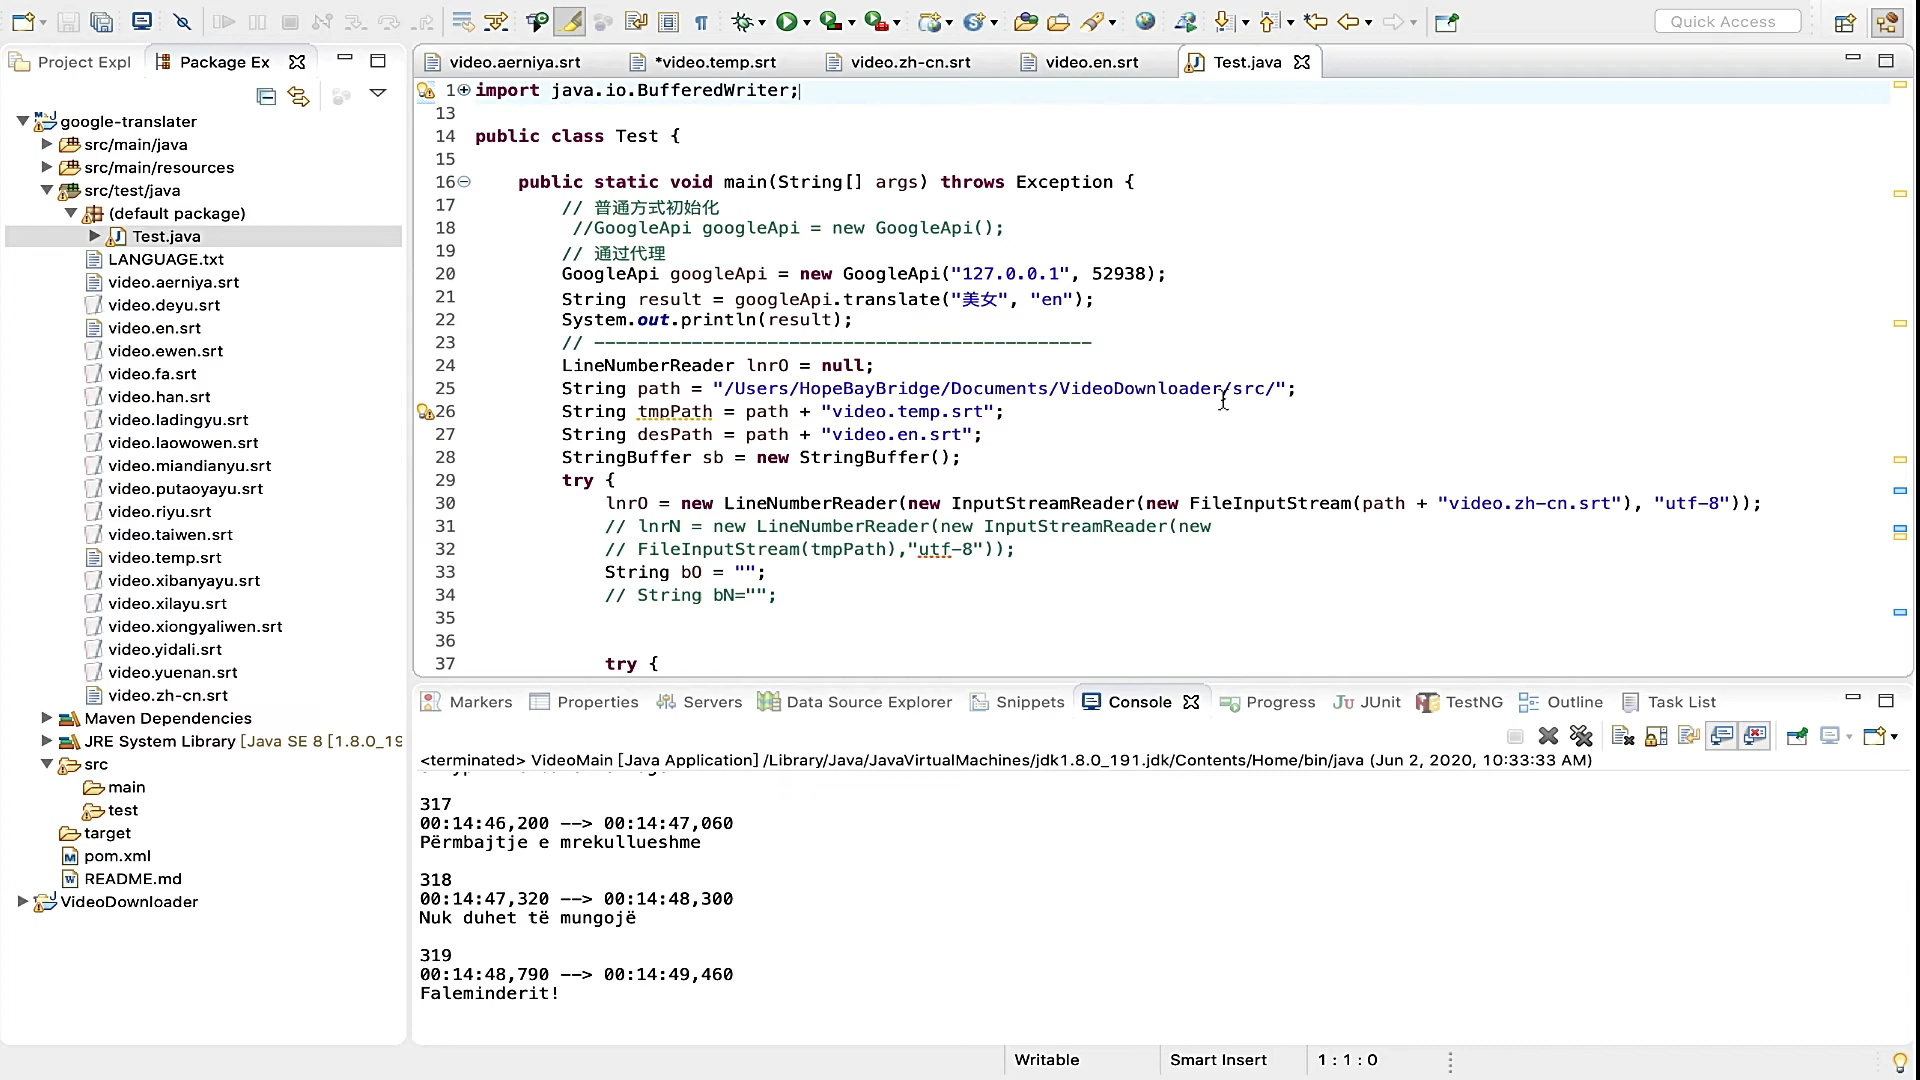 Quick Access
Project Expl
Package Ex
google-translater
src/main/java
src/main/resources
src/test/java
(default package)
Test.java
LANGUAGE.txt
video.aerniya.srt
video.deyu.srt
video.en.srt
video.ewen.srt
video.fa.srt
video.han.srt
video.ladingyu.srt
video.laowowen.srt
video.miandianyu.srt
video.putaoyayu.srt
video.riyu.srt
video.taiwen.srt
video.temp.srt
video.xibanyayu.srt
video.xilayu.srt
video.xiongyaliwen.srt
video.yidali.srt
video.yuenan.srt
video.zh-cn.srt
Maven Dependencies
JRE System Library [Java SE 8 [1.8.0_19
src
main
test
target
pom.xml
README.md
VideoDownloader
video.aerniya.srt
*video.temp.srt
video.zh-cn.srt
video.en.srt
Test.java
1 import java.io.BufferedWriter;
13
14 public class Test {
15
16 public static void main(String[] args) throws Exception {
17 // 普通方式初始化
18 //GoogleApi googleApi = new GoogleApi();
19 // 通过代理
20 GoogleApi googleApi = new GoogleApi("127.0.0.1", 52938);
21 String result = googleApi.translate("美女", "en");
22 System.out.println(result);
23 // ----------------------------------------------
24 LineNumberReader lnrO = null;
25 String path = "/Users/HopeBayBridge/Documents/VideoDownloader/src/";
26 String tmpPath = path + "video.temp.srt";
27 String desPath = path + "video.en.srt";
28 StringBuffer sb = new StringBuffer();
29 try {
30 lnrO = new LineNumberReader(new InputStreamReader(new FileInputStream(path + "video.zh-cn.srt"), "utf-8"));
31 // lnrN = new LineNumberReader(new InputStreamReader(new
32 // FileInputStream(tmpPath),"utf-8"));
33 String bO = "";
34 // String bN="";
35
36
37 try {
Markers
Properties
Servers
Data Source Explorer
Snippets
Console
Progress
JUnit
TestNG
Outline
Task List
<terminated> VideoMain [Java Application] /Library/Java/JavaVirtualMachines/jdk1.8.0_191.jdk/Contents/Home/bin/java (Jun 2, 2020, 10:33:33 AM)
317
00:14:46,200 --> 00:14:47,060
Përmbajtje e mrekullueshme
318
00:14:47,320 --> 00:14:48,300
Nuk duhet të mungojë
319
00:14:48,790 --> 00:14:49,460
Faleminderit!
Writable
Smart Insert
1 : 1 : 0